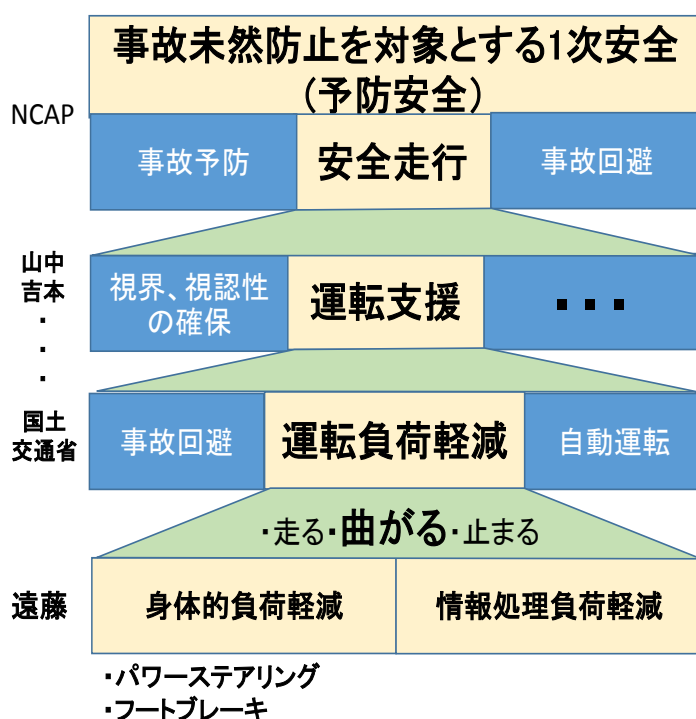 事故未然防止を対象とする1次安全
(予防安全)
NCAP
事故予防
安全走行
事故回避
山中
吉本
・
・
・
視界、視認性
の確保
運転支援
・・・
国土
交通省
事故回避
運転負荷軽減
自動運転
・走る・曲がる・止まる
遠藤
身体的負荷軽減
情報処理負荷軽減
・パワーステアリング
・フートブレーキ